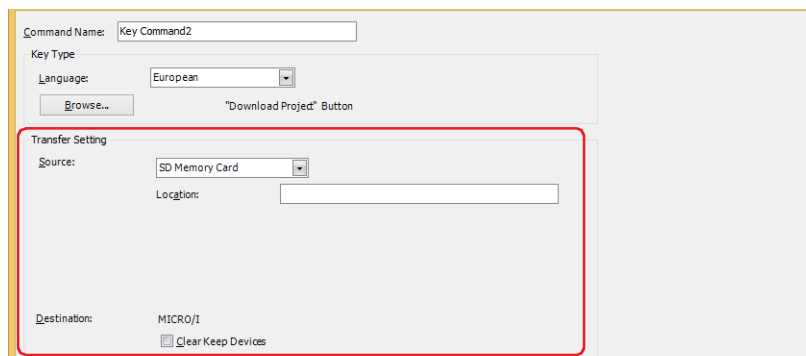 Command Name: Key Command2
Key Type
Language: European
Browse... "Download Project" Button
Transfer Setting
Source: SD Memory Card
Location:
Destination: MICRO/I
Clear Keep Devices